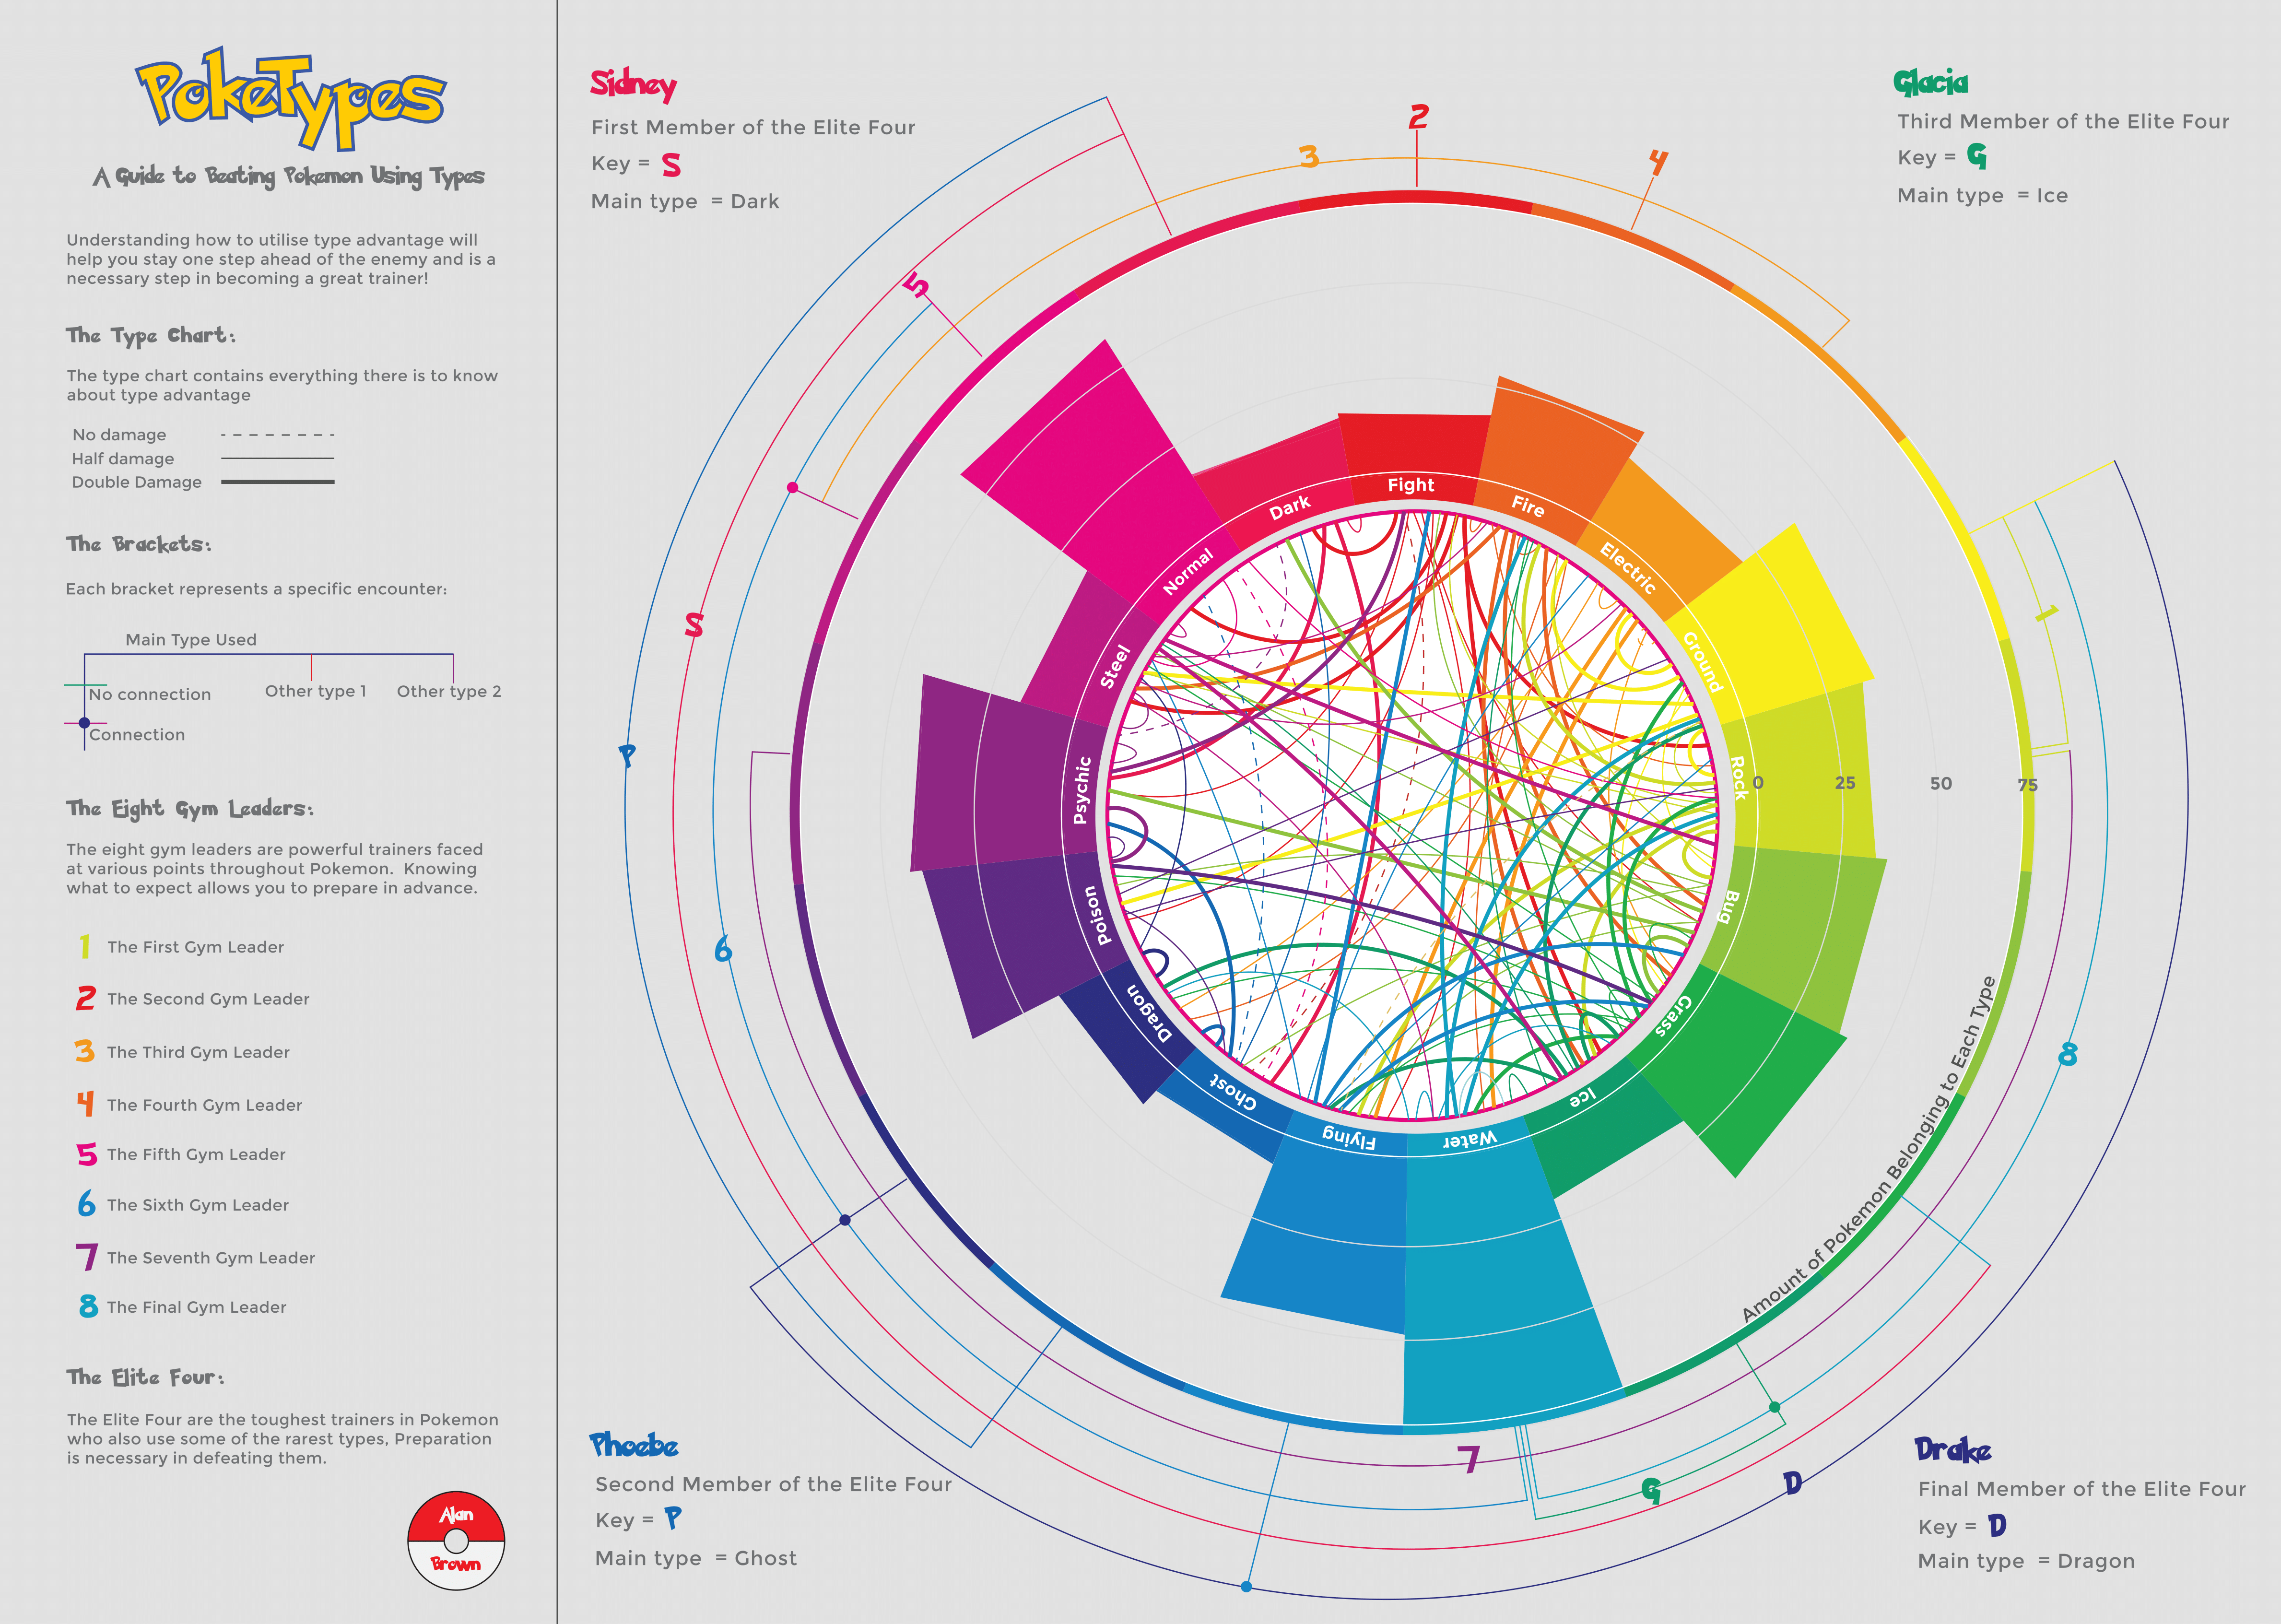 PokeTypes
A Guide to Beating Pokemon Using Types
Understanding how to utilise type advantage will
help you stay one step ahead of the enemy and is a
necessary step in becoming a great trainer!
The Type Chart:
The type chart contains everything there is to know
about type advantage
No damage
Half damage
Double Damage
The Brackets:
Each bracket represents a specific encounter:
Main Type Used
No connection
Other type 1
Other type 2
Connection
The Eight Gym Leaders:
The eight gym leaders are powerful trainers faced
at various points throughout Pokemon. Knowing
what to expect allows you to prepare in advance.
1 The First Gym Leader
2 The Second Gym Leader
3 The Third Gym Leader
4 The Fourth Gym Leader
5 The Fifth Gym Leader
6 The Sixth Gym Leader
7 The Seventh Gym Leader
8 The Final Gym Leader
The Elite Four:
The Elite Four are the toughest trainers in Pokemon
who also use some of the rarest types, Preparation
is necessary in defeating them.
Alan
Brown
Sidney
First Member of the Elite Four
Key = S
Main type = Dark
Glacia
Third Member of the Elite Four
Key = G
Main type = Ice
2
3
4
5
1
S
P
6
8
7
G
D
Fight
Fire
Electric
Ground
Rock
Bug
Grass
Ice
Water
Flying
Ghost
Dragon
Poison
Psychic
Steel
Normal
Dark
0
25
50
75
Amount of Pokemon Belonging to Each Type
Phoebe
Second Member of the Elite Four
Key = P
Main type = Ghost
Drake
Final Member of the Elite Four
Key = D
Main type = Dragon